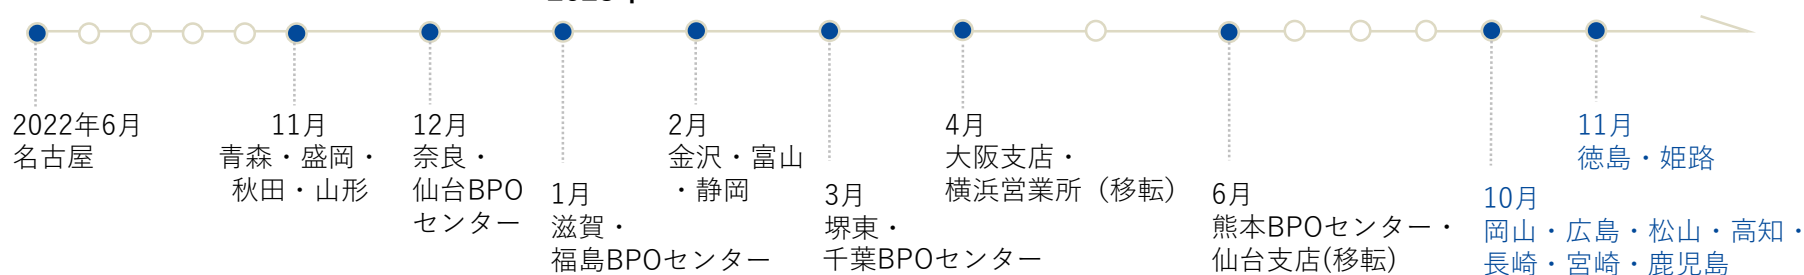 2022年6月
名古屋
11月
青森・盛岡・
秋田・山形
12月
奈良・
仙台BPO
センター
1月
滋賀・
福島BPOセンター
2月
金沢・富山
・静岡
3月
堺東・
千葉BPOセンター
4月
大阪支店・
横浜営業所（移転）
6月
熊本BPOセンター・
仙台支店(移転)
10月
岡山・広島・松山・高知・
長崎・宮崎・鹿児島
11月
徳島・姫路